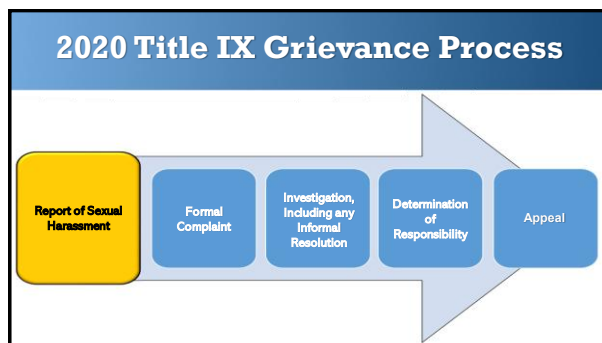 2020 Title IX Grievance Process
Report of Sexual
Harassment
Formal
Complaint
Investigation,
Including any
Informal
Resolution
Determination
of
Responsibility
Appeal